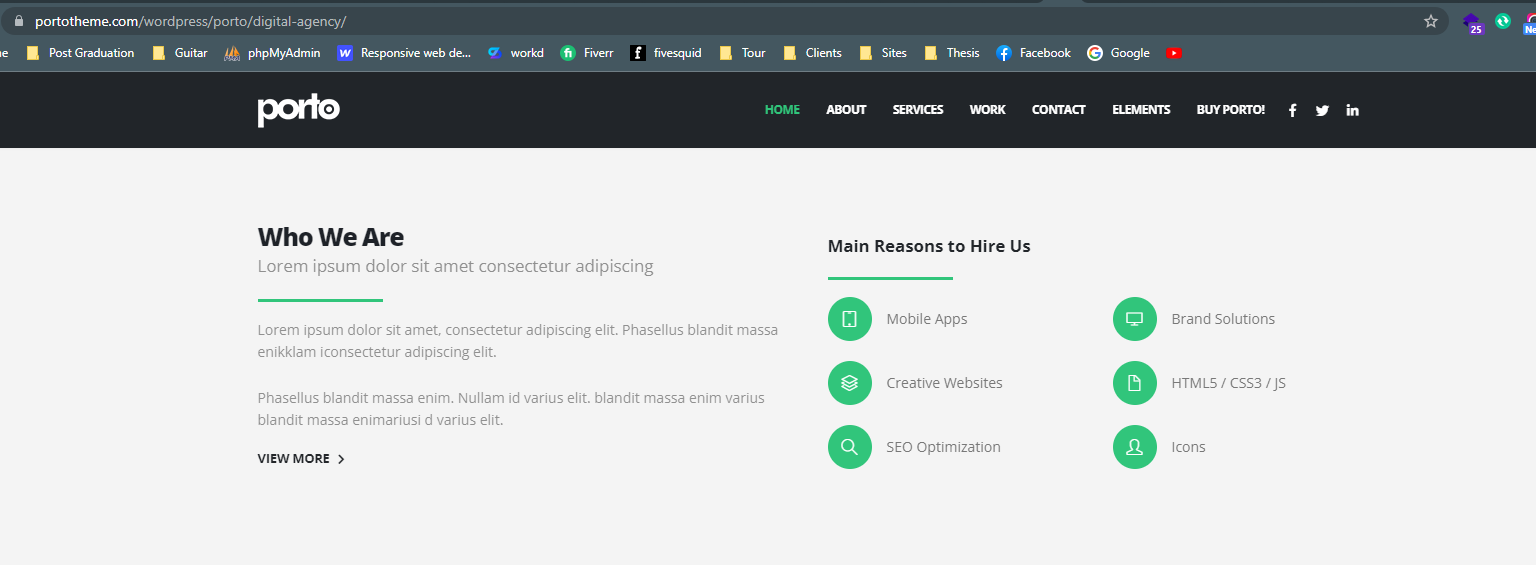 portotheme.com/wordpress/porto/digital-agency/
25
Ne
ne Post Graduation Guitar phpMyAdmin Responsive web de... workd Fiverr fivesquid Tour Clients Sites Thesis Facebook Google
porto HOME ABOUT SERVICES WORK CONTACT ELEMENTS BUY PORTO!
Who We Are
Lorem ipsum dolor sit amet consectetur adipiscing
Lorem ipsum dolor sit amet, consectetur adipiscing elit. Phasellus blandit massa
enikklam iconsectetur adipiscing elit.
Phasellus blandit massa enim. Nullam id varius elit. blandit massa enim varius
blandit massa enimariusi d varius elit.
VIEW MORE
Main Reasons to Hire Us
Mobile Apps
Brand Solutions
Creative Websites
HTML5 / CSS3 / JS
SEO Optimization
Icons